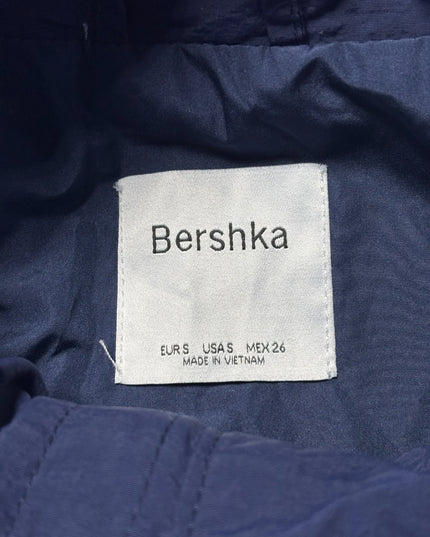 Bershka
EUR S USA S MEX 26
MADE IN VIETNAM